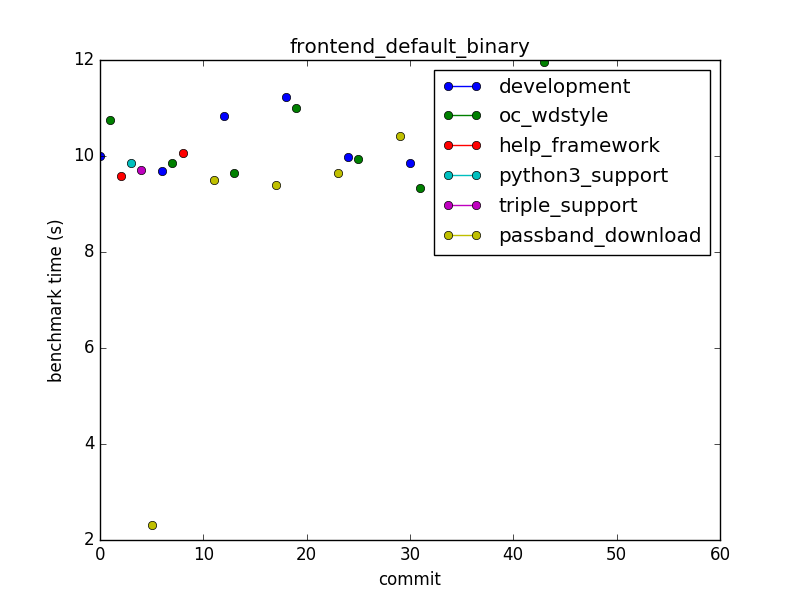 frontend_default_binary
12
10
8
6
4
2
benchmark time (s)
development
oc_wdstyle
help_framework
python3_support
triple_support
passband_download
0
10
20
30
40
50
60
commit